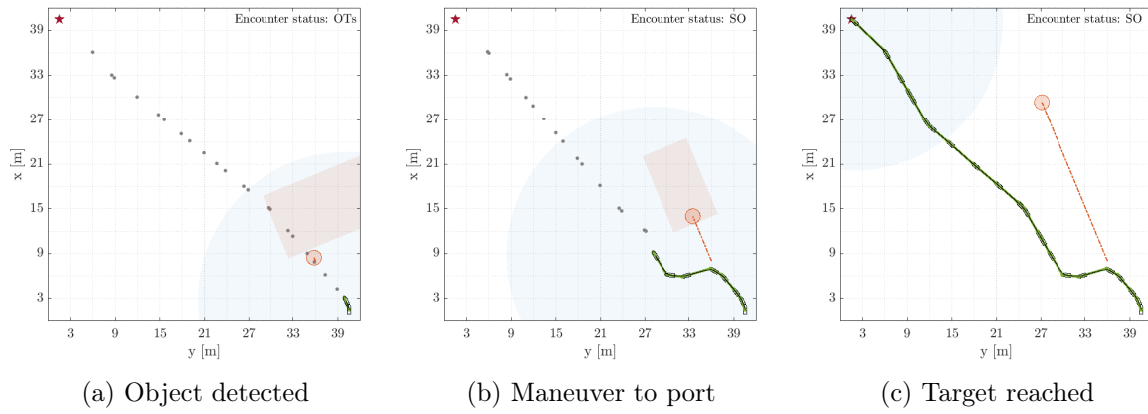 Encounter status: OTs
39
33
27
21
15
9
3
x [m]
3 9 15 21 27 33 39
y [m]
(a) Object detected
Encounter status: SO
39
33
27
21
15
9
3
x [m]
3 9 15 21 27 33 39
y [m]
(b) Maneuver to port
Encounter status: SO
39
33
27
21
15
9
3
x [m]
3 9 15 21 27 33 39
y [m]
(c) Target reached